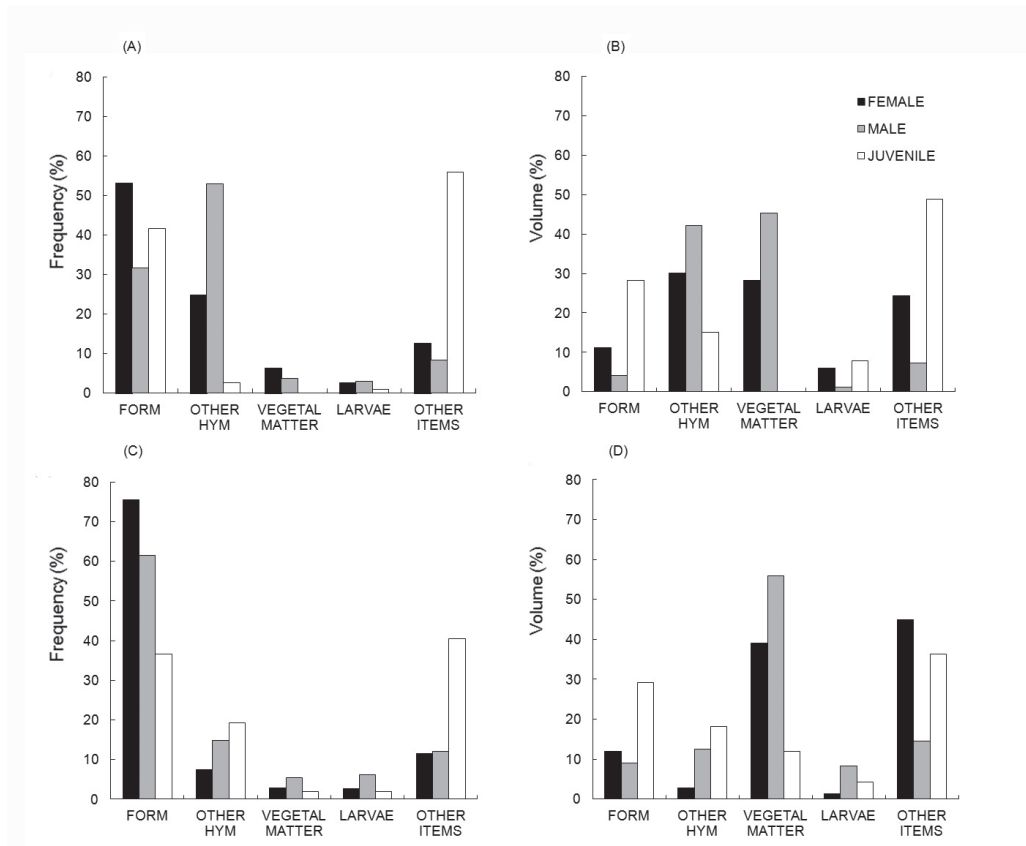 (A)
80
70
60
50
40
30
20
10
0
Frequency (%)
FORM
OTHER
HYM
VEGETAL
MATTER
LARVAE
OTHER
ITEMS
(B)
80
70
60
50
40
30
20
10
0
Volume (%)
FEMALE
MALE
JUVENILE
FORM
OTHER
HYM
VEGETAL
MATTER
LARVAE
OTHER
ITEMS
(C)
80
70
60
50
40
30
20
10
0
Frequency (%)
FORM
OTHER
HYM
VEGETAL
MATTER
LARVAE
OTHER
ITEMS
(D)
80
70
60
50
40
30
20
10
0
Volume (%)
FORM
OTHER
HYM
VEGETAL
MATTER
LARVAE
OTHER
ITEMS